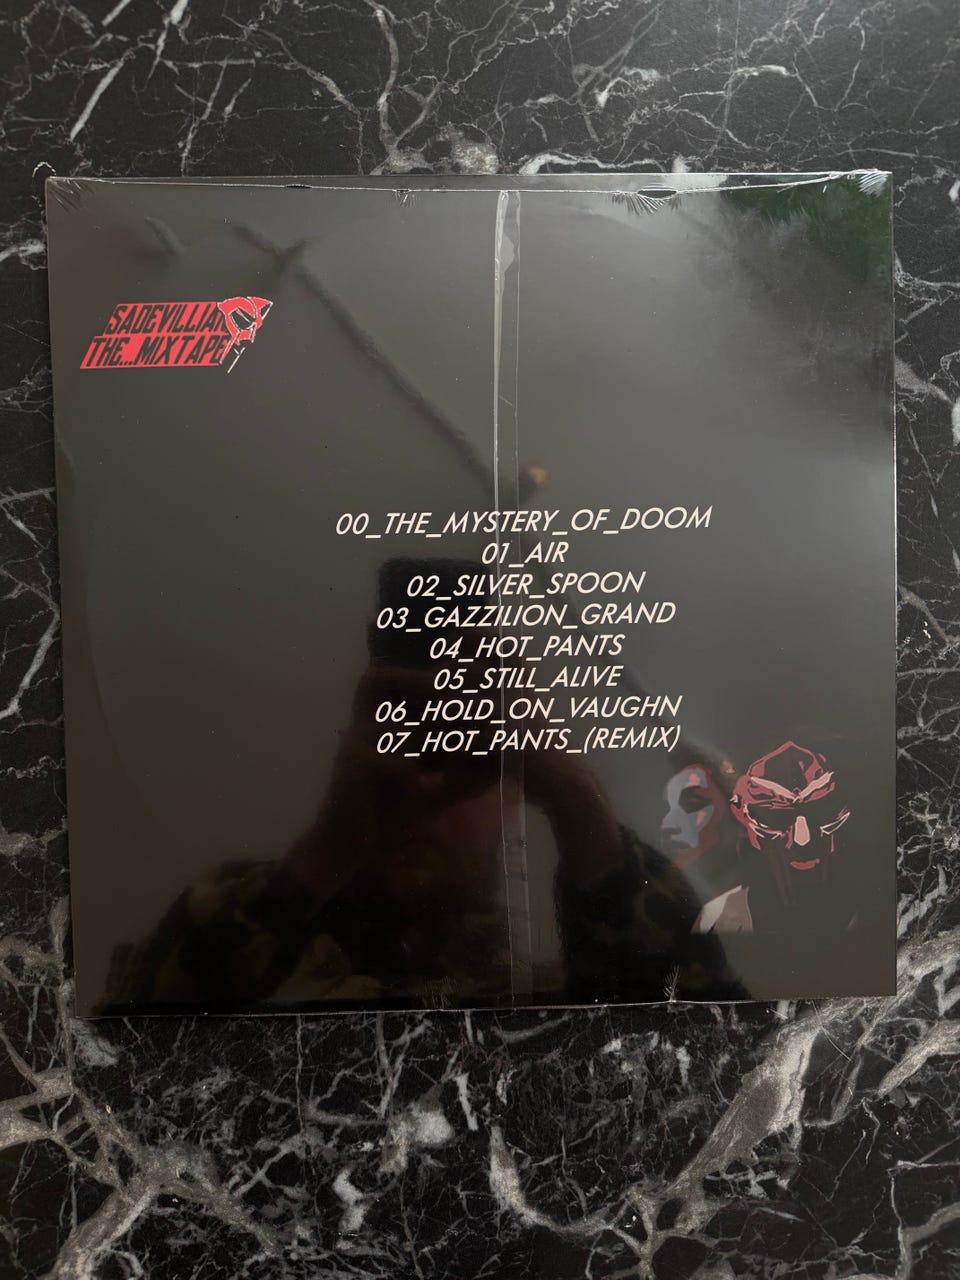 SADEVILLIAN
THE...MIXTAPE
00_THE_MYSTERY_OF_DOOM
01_AIR
02_SILVER_SPOON
03_GAZZILION_GRAND
04_HOT_PANTS
05_STILL_ALIVE
06_HOLD_ON_VAUGHN
07_HOT_PANTS_(REMIX)